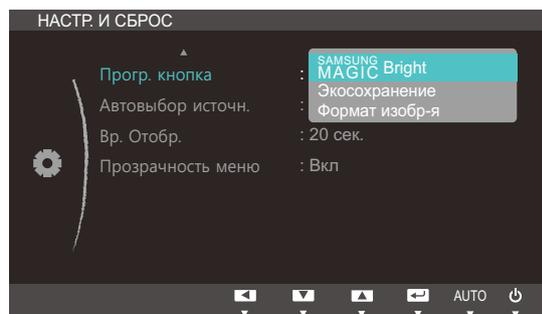 НАСТР. И СБРОС
Прогр. кнопка : SAMSUNG MAGIC Bright
Экосохранение
Автовыбор источн. : Формат изобр-я
Вр. Отобр. : 20 сек.
Прозрачность меню : Вкл
AUTO